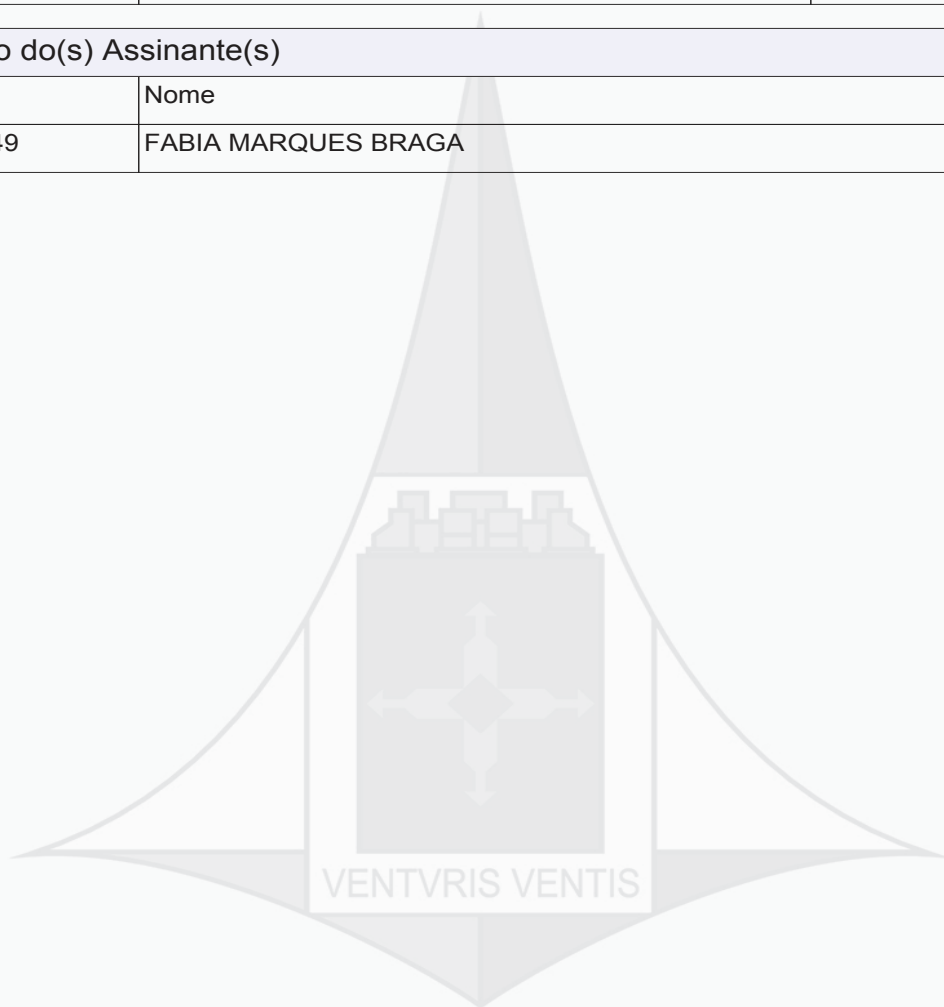 o do(s) Assinante(s)
Nome
49 FABIA MARQUES BRAGA
VENTVRIS VENTIS